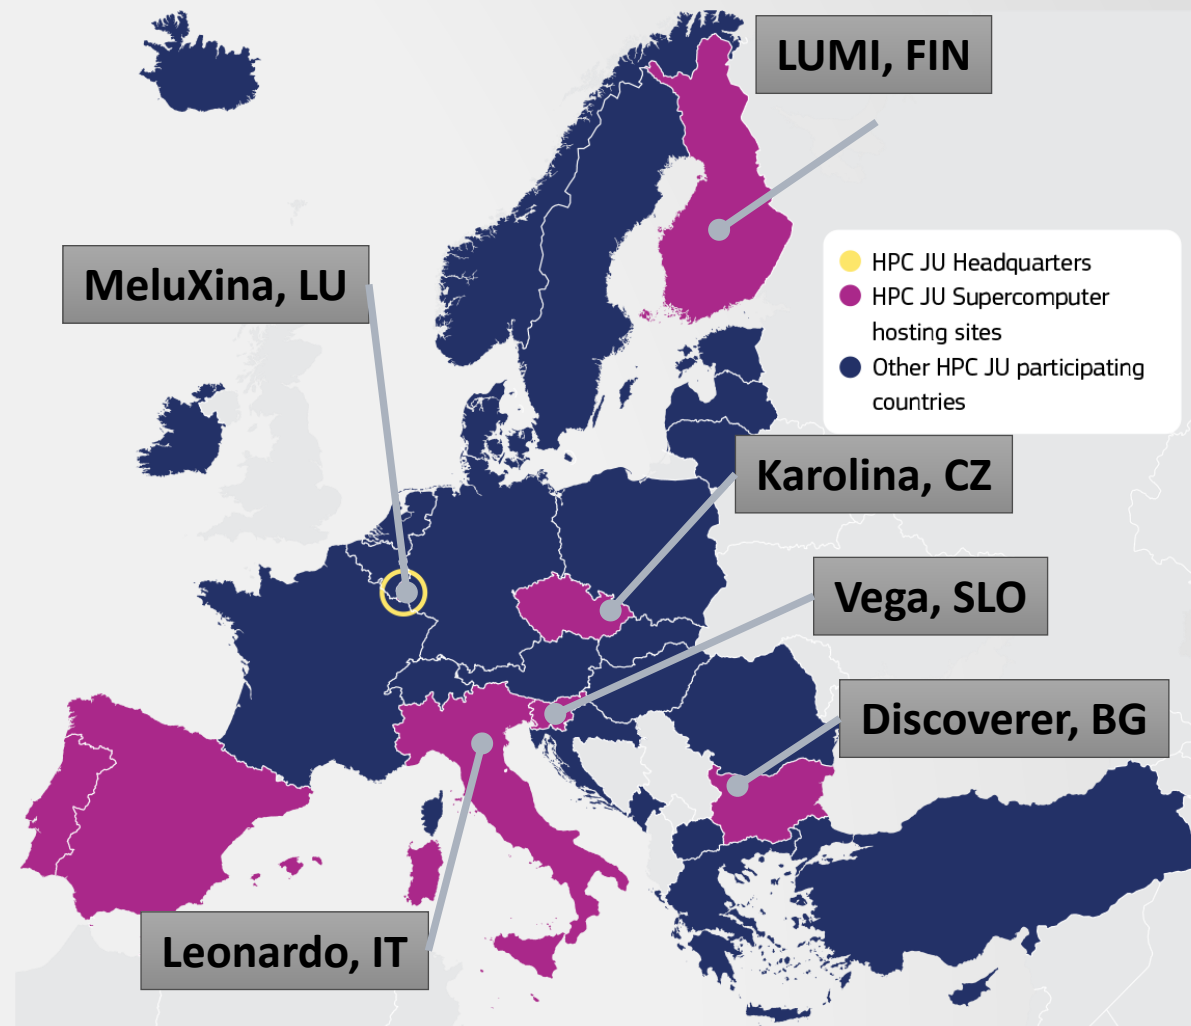 LUMI, FIN
MeluXina, LU
HPC JU Headquarters
HPC JU Supercomputer
hosting sites
Other HPC JU participating
countries
Karolina, CZ
Vega, SLO
Discoverer, BG
Leonardo, IT